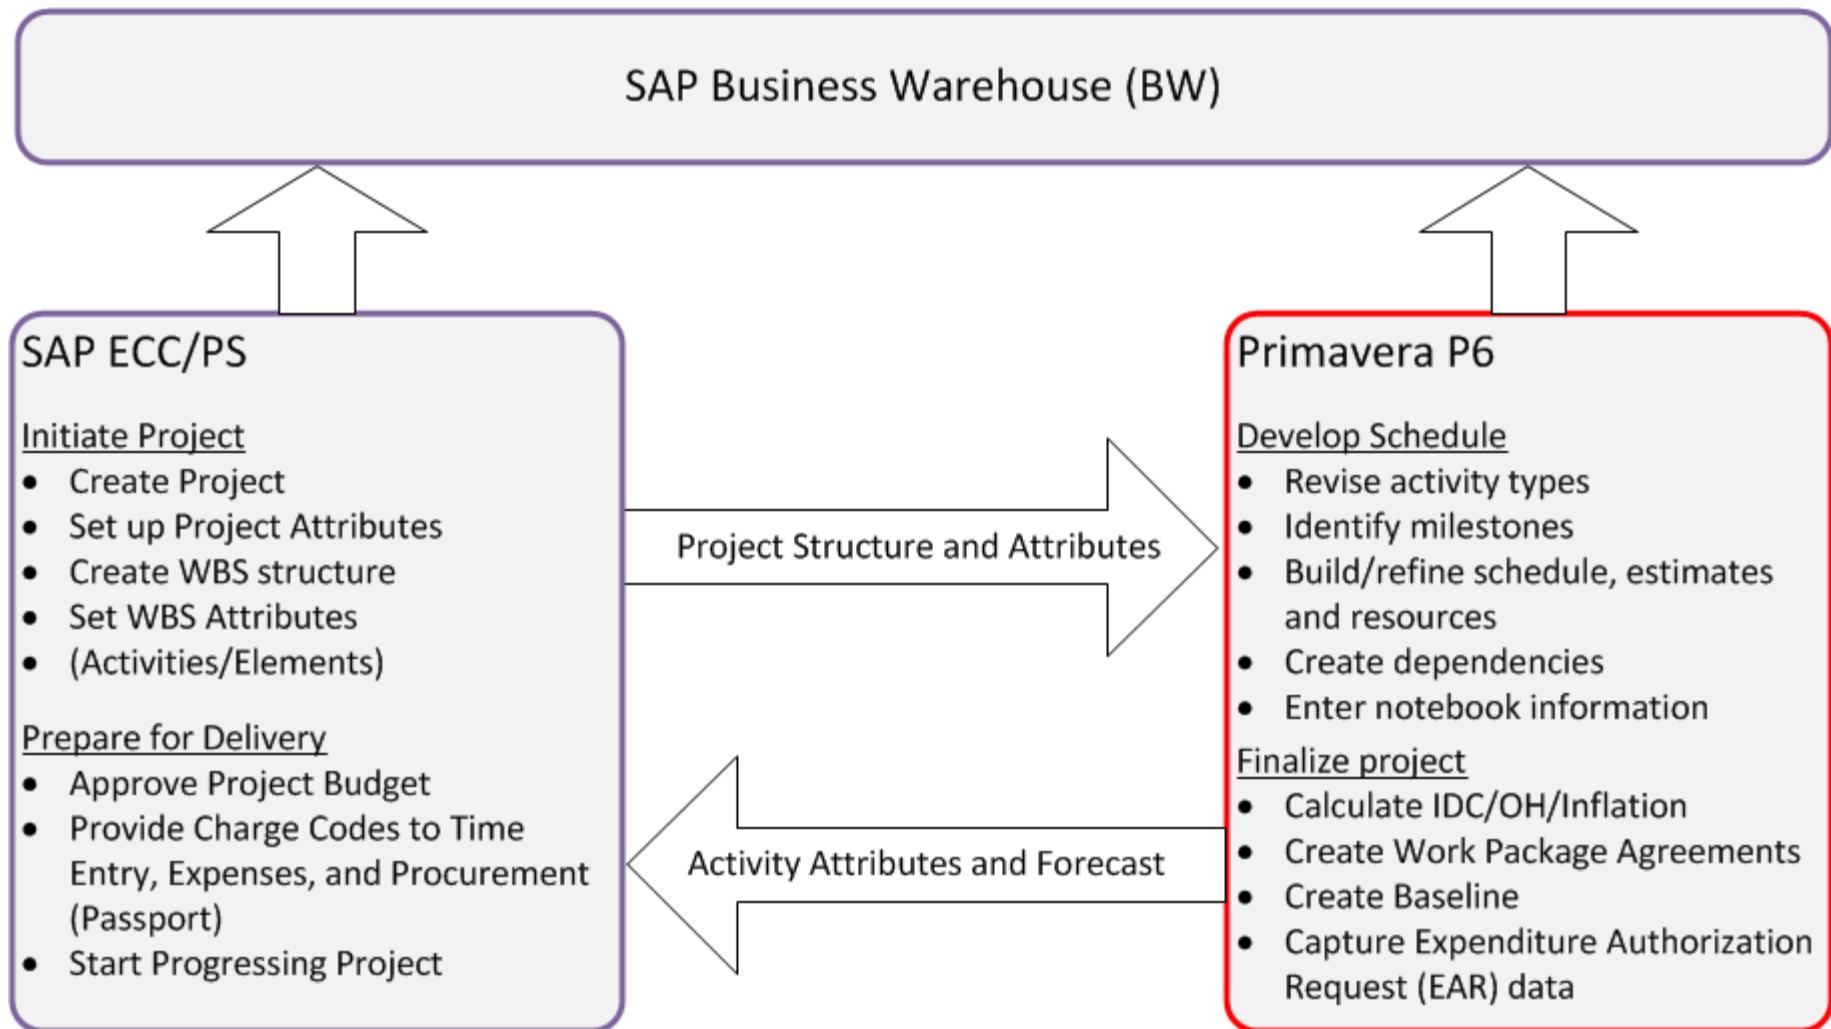 SAP Business Warehouse (BW)
SAP ECC/PS
Initiate Project
• Create Project
• Set up Project Attributes
• Create WBS structure
• Set WBS Attributes
• (Activities/Elements)
Prepare for Delivery
• Approve Project Budget
• Provide Charge Codes to Time
Entry, Expenses, and Procurement
(Passport)
• Start Progressing Project
Project Structure and Attributes
Activity Attributes and Forecast
Primavera P6
Develop Schedule
• Revise activity types
• Identify milestones
• Build/refine schedule, estimates
and resources
• Create dependencies
• Enter notebook information
Finalize project
• Calculate IDC/OH/Inflation
• Create Work Package Agreements
• Create Baseline
• Capture Expenditure Authorization
Request (EAR) data